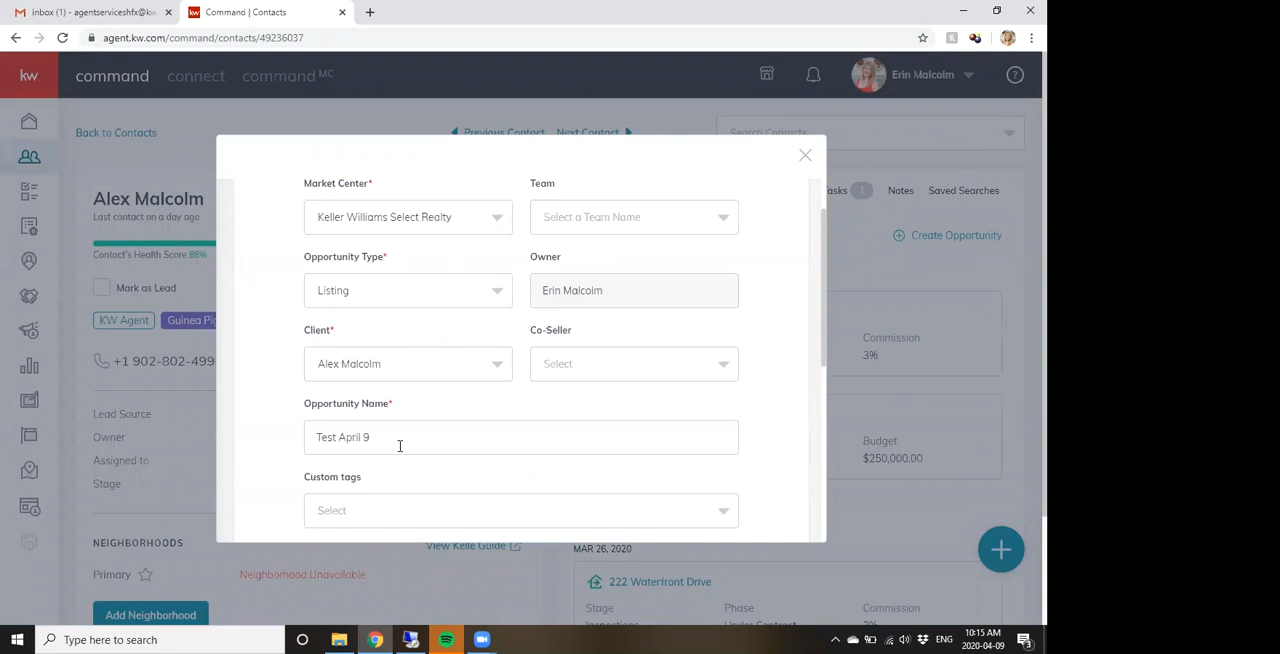 inbox (1) - agentserviceshfx@kw
Command | Contacts
agent.kw.com/command/contacts/49236037
kw
command
connect
command MC
Erin Malcolm
Back to Contacts
Previous Contact
Next Contact
Search Contacts
Alex Malcolm
Last contact on a day ago
Contact's Health Score 88%
Mark as Lead
KW Agent
Guinea Pi
+1 902-802-499
Lead Source
Owner
Assigned to
Stage
NEIGHBORHOODS
View Kelle Guide
Primary
Neighborhood Unavailable
Add Neighborhood
Market Center*
Team
Keller Williams Select Realty
Select a Team Name
Opportunity Type*
Owner
Listing
Erin Malcolm
Client*
Co-Seller
Alex Malcolm
Select
Opportunity Name*
Test April 9
Custom tags
Select
Tasks 1
Notes
Saved Searches
Create Opportunity
Commission
3%
Budget
$250,000.00
MAR 26, 2020
222 Waterfront Drive
Stage
Phase
Commission
Inspections
Under Contract
Type here to search
ENG
10:15 AM
2020-04-09
3